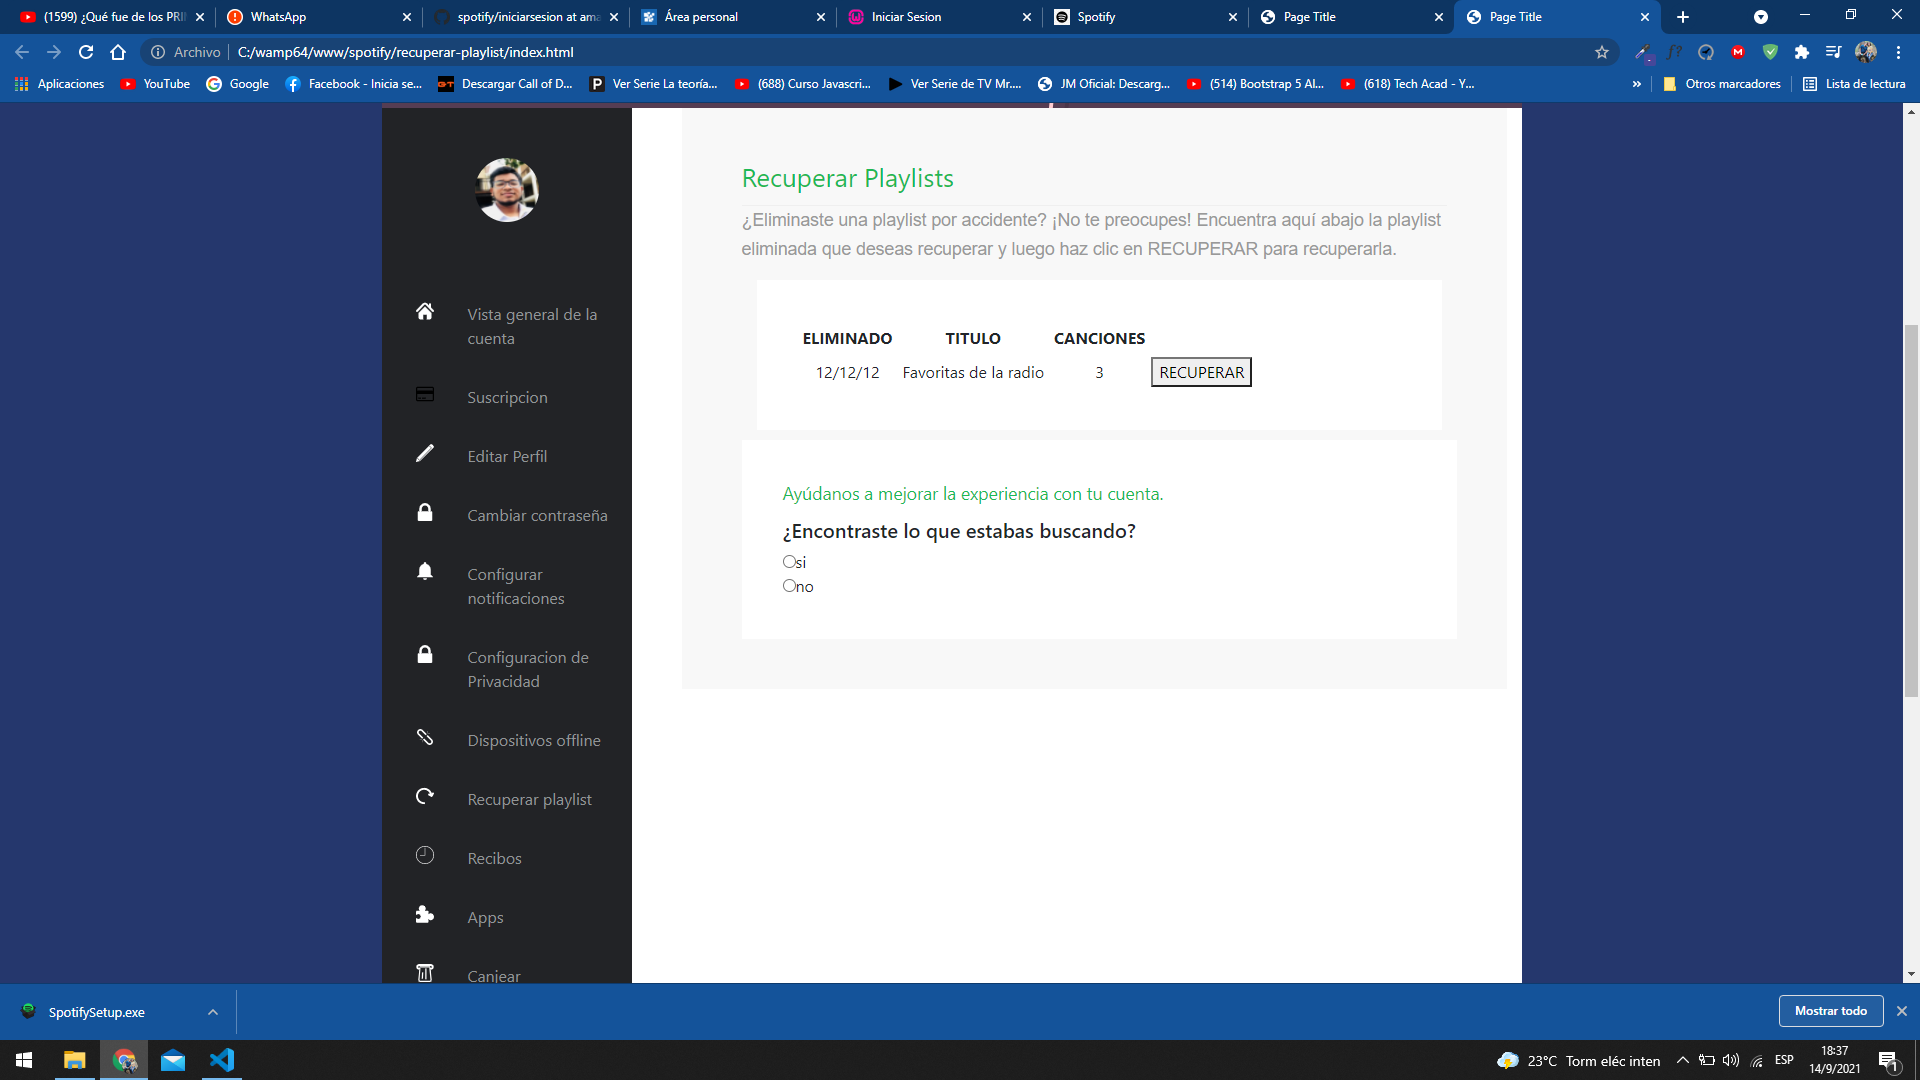 (1599) ¿Qué fue de los PRI
WhatsApp
spotify/iniciarsesion at ama
Área personal
Iniciar Sesion
Spotify
Page Title
Page Title
Archivo
C:/wamp64/www/spotify/recuperar-playlist/index.html
Aplicaciones
YouTube
Google
Facebook - Inicia se...
Descargar Call of D...
Ver Serie La teoría...
(688) Curso Javascri...
Ver Serie de TV Mr....
JM Oficial: Descarg...
(514) Bootstrap 5 Al...
(618) Tech Acad - Y...
»
Otros marcadores
Lista de lectura
Vista general de la
cuenta
Suscripcion
Editar Perfil
Cambiar contraseña
Configurar
notificaciones
Configuracion de
Privacidad
Dispositivos offline
Recuperar playlist
Recibos
Apps
Canjear
Recuperar Playlists
¿Eliminaste una playlist por accidente? ¡No te preocupes! Encuentra aquí abajo la playlist
eliminada que deseas recuperar y luego haz clic en RECUPERAR para recuperarla.
ELIMINADO TITULO CANCIONES
12/12/12 Favoritas de la radio 3 RECUPERAR
Ayúdanos a mejorar la experiencia con tu cuenta.
¿Encontraste lo que estabas buscando?
si
no
SpotifySetup.exe
Mostrar todo
23°C Torm eléc inten
ESP
18:37
14/9/2021
1